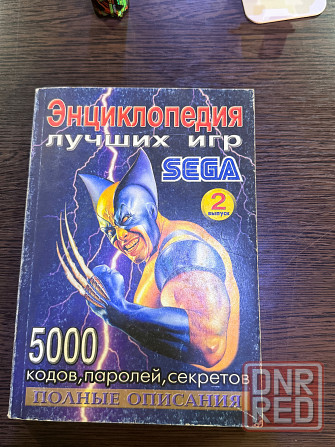 Энциклопедия
лучших игр
SEGA
2
выпуск
5000
кодов,паролей,секретов
ПОЛНЫЕ ОПИСАНИЯ
DNR
RED